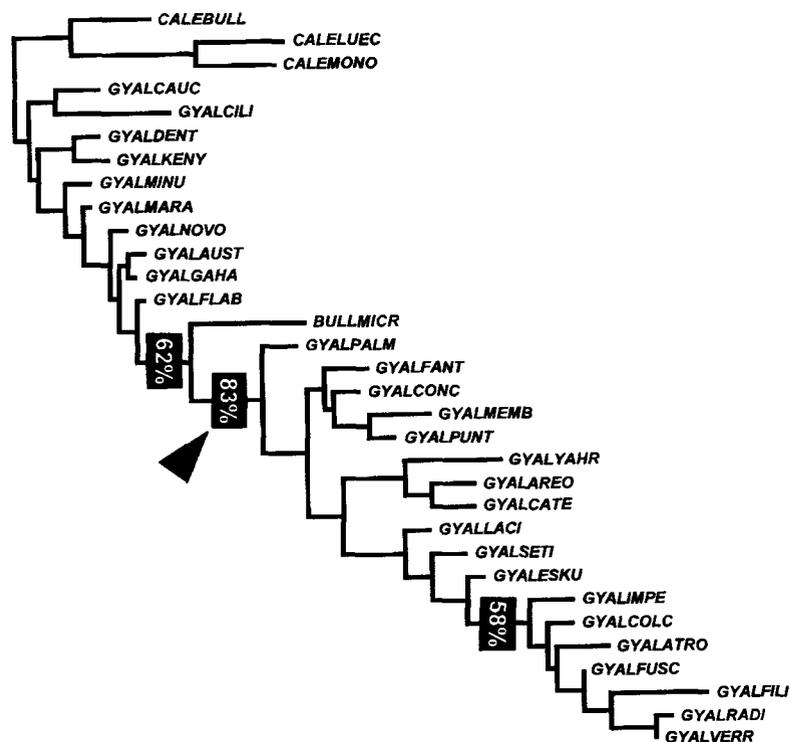 CALEBULL
CALELUEC
CALEMONO
GYALCAUC
GYALCILI
GYALDENT
GYALKENY
GYALMINU
GYALMARA
GYALNOVO
GYALAUST
GYALGAHA
GYALFLAB
BULLMICR
62%
GYALPALM
GYALFANT
83%
GYALCONC
GYALMEMB
GYALPUNT
GYALYAHR
GYALAREO
GYALCATE
GYALLACI
GYALSETI
GYALESKU
GYALIMPE
58%
GYALCOLC
GYALATRO
GYALFUSC
GYALFILI
GYALRADI
GYALVERR